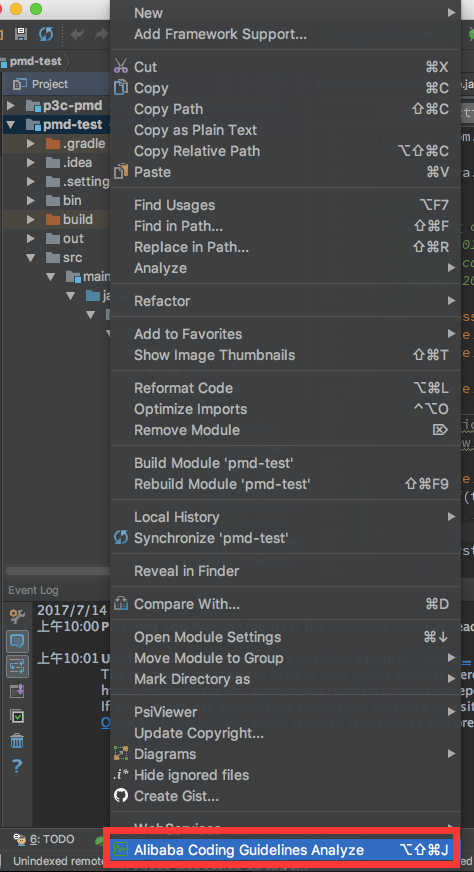 New
Add Framework Support...
pmd-test
Project
Cut ⌘X
Copy ⌘C
p3c-pmd
Copy Path ⇧⌘C
pmd-test
Copy as Plain Text
.gradle
Copy Relative Path ⌥⇧⌘C
.idea
Paste ⌘V
.setting
bin
Find Usages ⌥F7
build
Find in Path... ⇧⌘F
out
Replace in Path... ⇧⌘R
src
Analyze
main
Refactor
Add to Favorites
Show Image Thumbnails ⇧⌘T
Reformat Code ⌥⌘L
Optimize Imports ^⌥O
Remove Module ⌦
Build Module 'pmd-test'
Rebuild Module 'pmd-test' ⇧⌘F9
Local History
Synchronize 'pmd-test'
Reveal in Finder
Event Log
Compare With... ⌘D
2017/7/14
上午10:00
Open Module Settings ⌘↓
上午10:01
Move Module to Group
Mark Directory as
PsiViewer
Update Copyright...
Diagrams
Hide ignored files
Create Gist...
WebServices
6: TODO
Alibaba Coding Guidelines Analyze ⌥⇧⌘J
Unindexed remote